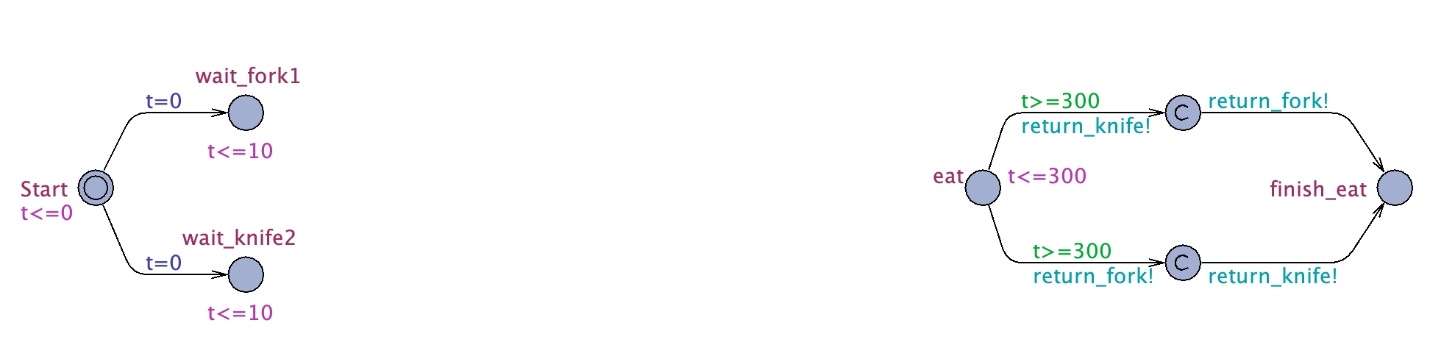 wait_fork1
t=0
t<=10
Start
t<=0
wait_knife2
t=0
t<=10
t>=300
return_knife!
C
return_fork!
eat
t<=300
finish_eat
t>=300
return_fork!
C
return_knife!